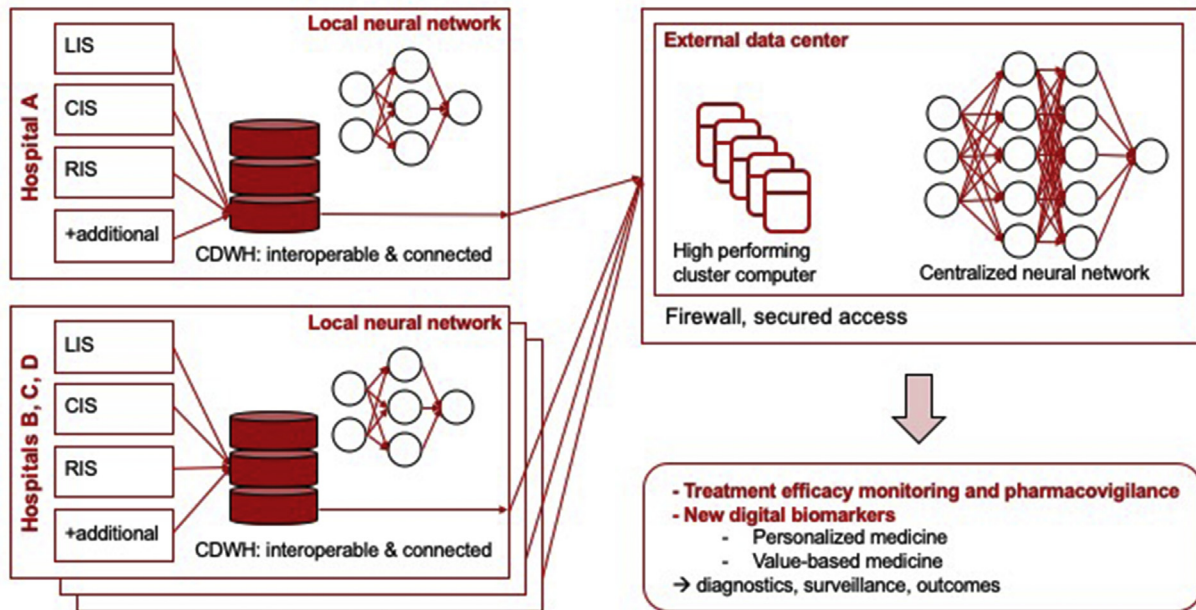 Local neural network
Hospital A
LIS
CIS
RIS
+additional
CDWH: interoperable & connected
Local neural network
Hospitals B, C, D
LIS
CIS
RIS
+additional
CDWH: interoperable & connected
External data center
High performing
cluster computer
Centralized neural network
Firewall, secured access
- Treatment efficacy monitoring and pharmacovigilance
- New digital biomarkers
- Personalized medicine
- Value-based medicine
→ diagnostics, surveillance, outcomes